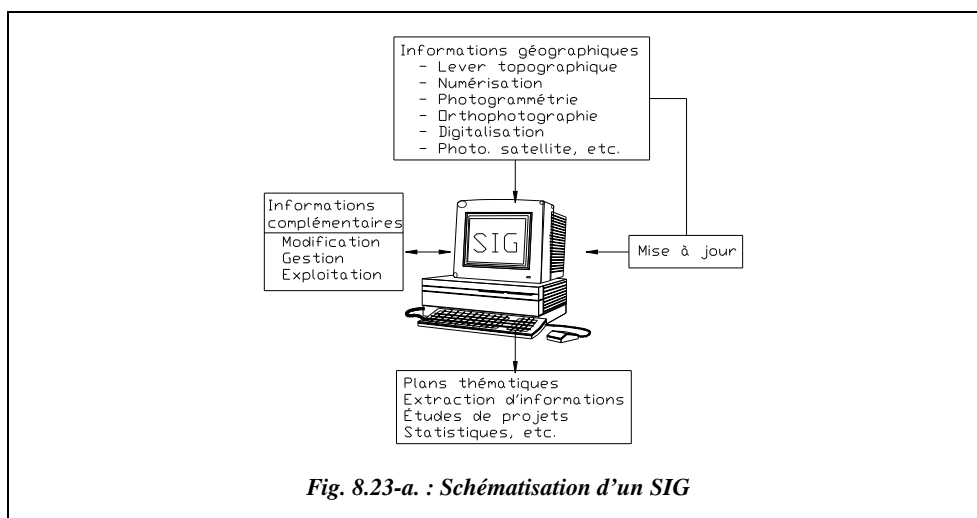 Informations géographiques
- Lever topographique
- Numérisation
- Photogrammétrie
- Orthophotographie
- Digitalisation
- Photo. satellite, etc.
Informations
complémentaires
Modification
Gestion
Exploitation
SIG
Mise à jour
Plans thématiques
Extraction d'informations
Études de projets
Statistiques, etc.
Fig. 8.23-a. : Schématisation d'un SIG